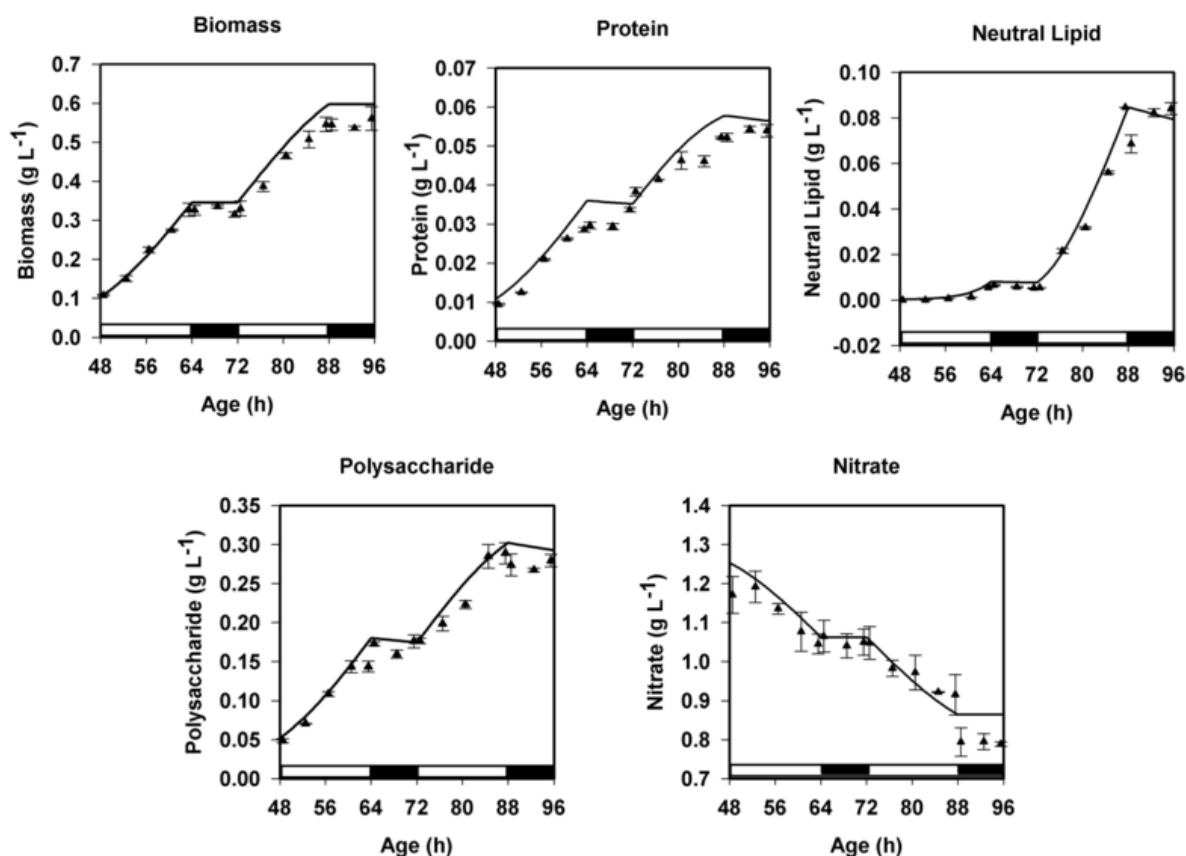 Biomass
Protein
Neutral Lipid
Biomass (g L-1)
0.7
0.6
0.5
0.4
0.3
0.2
0.1
0.0
48 56 64 72 80 88 96
Age (h)
Protein (g L-1)
0.07
0.06
0.05
0.04
0.03
0.02
0.01
0.00
48 56 64 72 80 88 96
Age (h)
Neutral Lipid (g L-1)
0.10
0.08
0.06
0.04
0.02
0.00
-0.02
48 56 64 72 80 88 96
Age (h)
Polysaccharide
Nitrate
Polysaccharide (g L-1)
0.35
0.30
0.25
0.20
0.15
0.10
0.05
0.00
48 56 64 72 80 88 96
Age (h)
Nitrate (g L-1)
1.4
1.3
1.2
1.1
1.0
0.9
0.8
0.7
48 56 64 72 80 88 96
Age (h)